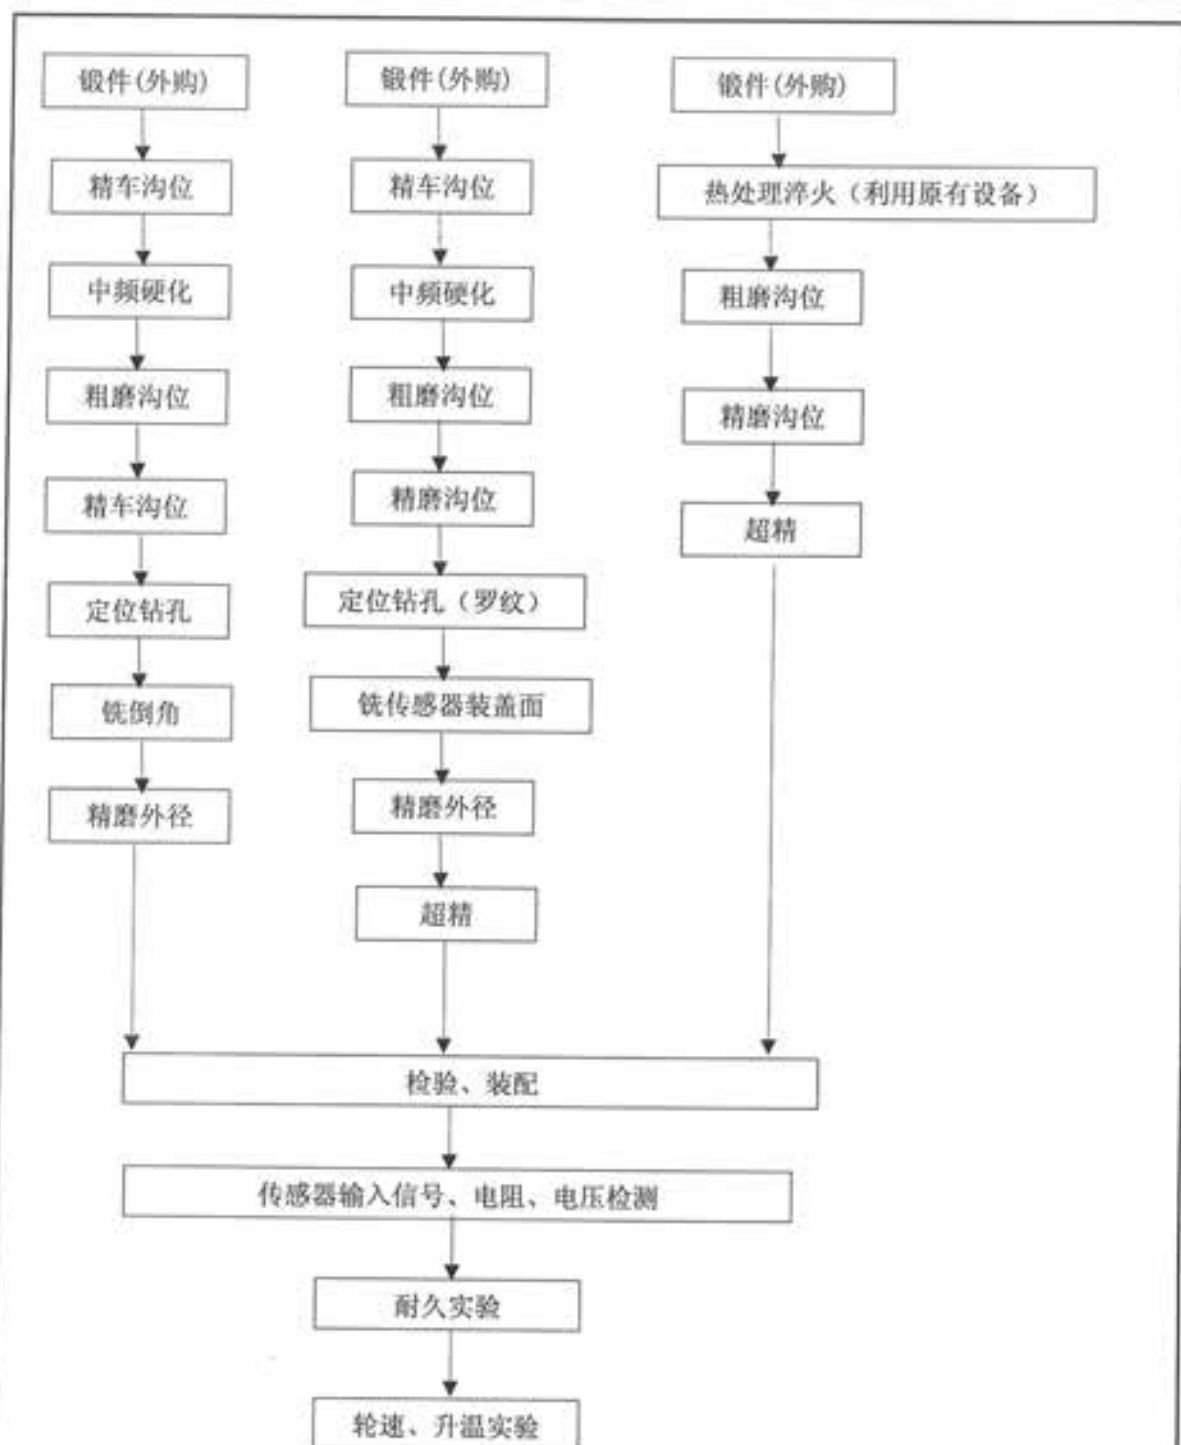 锻件(外购)
精车沟位
中频硬化
粗磨沟位
精车沟位
定位钻孔
铣倒角
精磨外径
锻件(外购)
精车沟位
中频硬化
粗磨沟位
精磨沟位
定位钻孔（罗纹）
铣传感器装盖面
精磨外径
超精
锻件(外购)
热处理淬火（利用原有设备）
粗磨沟位
精磨沟位
超精
检验、装配
传感器输入信号、电阻、电压检测
耐久实验
轮速、升温实验